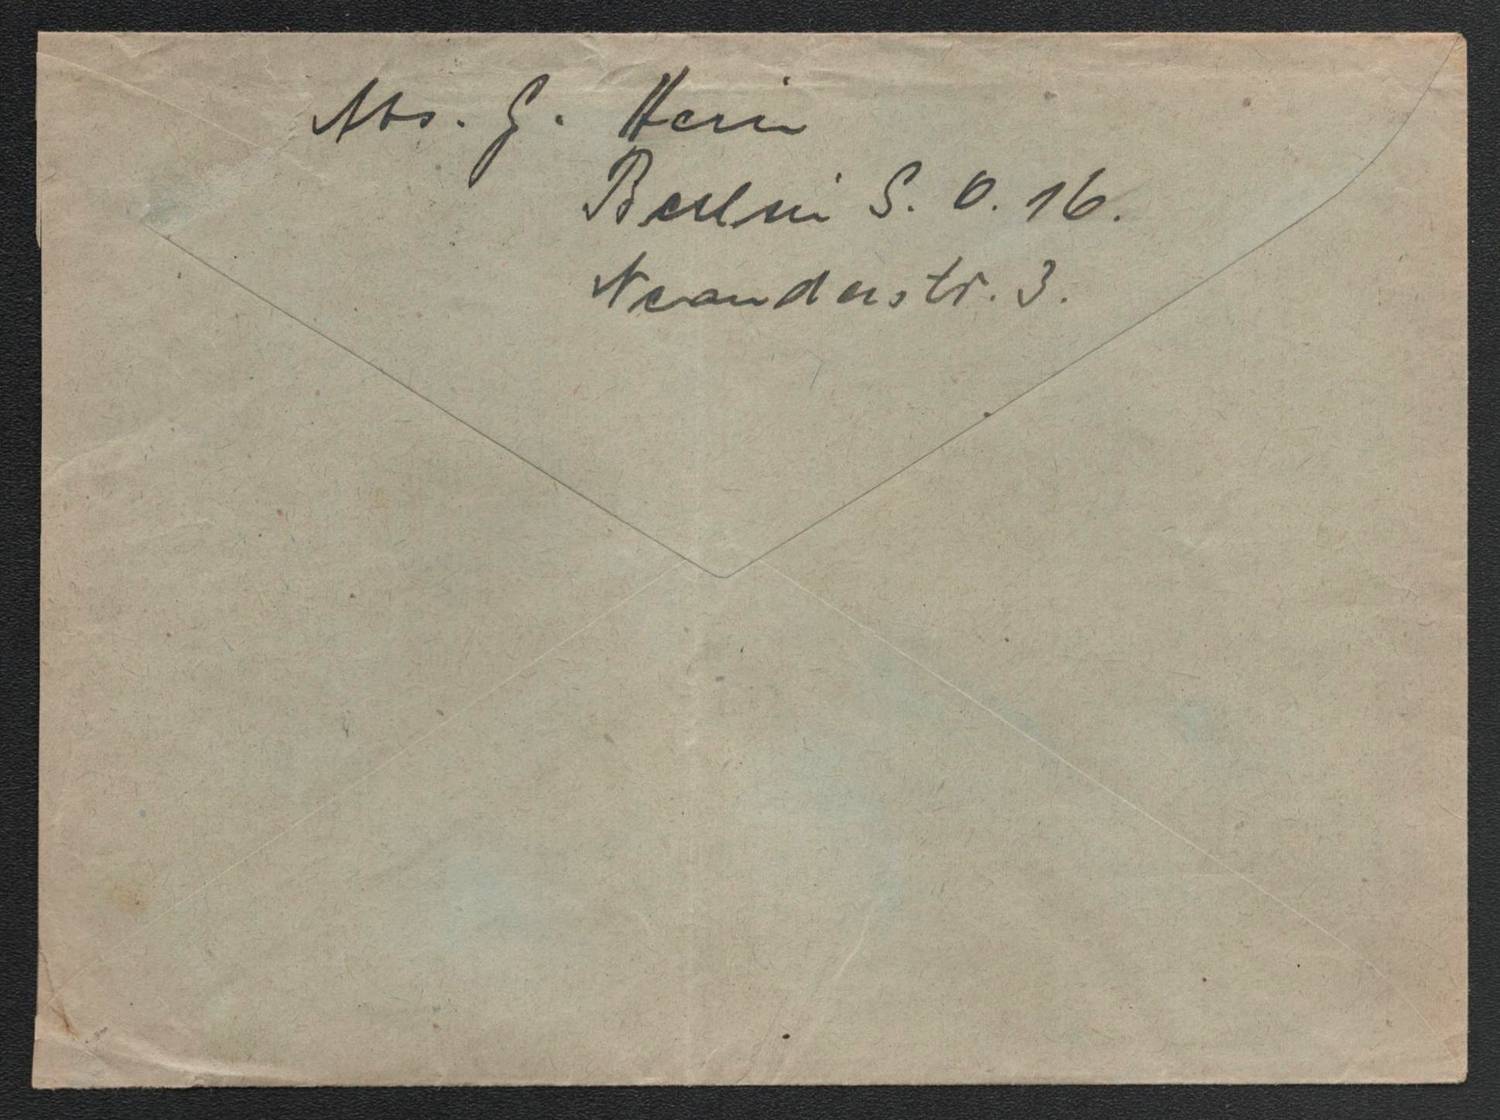 Abs. G. Hein
Berlin S. O. 16.
Neanderstr. 3.